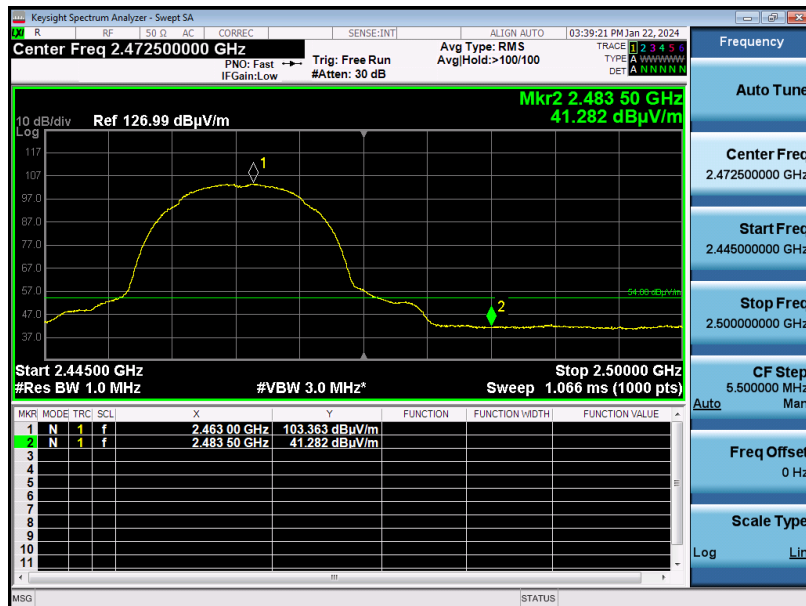 Keysight Spectrum Analyzer - Swept SA
LXI R RF 50 Ω AC CORREC SENSE:INT ALIGN AUTO 03:39:21 PM Jan 22, 2024
Center Freq 2.472500000 GHz
PNO: Fast
IFGain:Low
Trig: Free Run
#Atten: 30 dB
Avg Type: RMS
Avg|Hold:>100/100
TRACE 1 2 3 4 5 6
TYPE A WWWWW
DET A N N N N N
Mkr2 2.483 50 GHz
41.282 dBµV/m
10 dB/div
Log
Ref 126.99 dBµV/m
117
107
97.0
87.0
77.0
67.0
57.0
47.0
37.0
1
2
54.00 dBµV/m
Start 2.44500 GHz Stop 2.50000 GHz
#Res BW 1.0 MHz #VBW 3.0 MHz* Sweep 1.066 ms (1000 pts)
MKR MODE TRC SCL X Y FUNCTION FUNCTION WIDTH FUNCTION VALUE
1 N 1 f 2.463 00 GHz 103.363 dBµV/m
2 N 1 f 2.483 50 GHz 41.282 dBµV/m
3
4
5
6
7
8
9
10
11
MSG STATUS
Frequency
Auto Tune
Center Freq
2.472500000 GHz
Start Freq
2.445000000 GHz
Stop Freq
2.500000000 GHz
CF Step
5.500000 MHz
Auto Man
Freq Offset
0 Hz
Scale Type
Log Lin